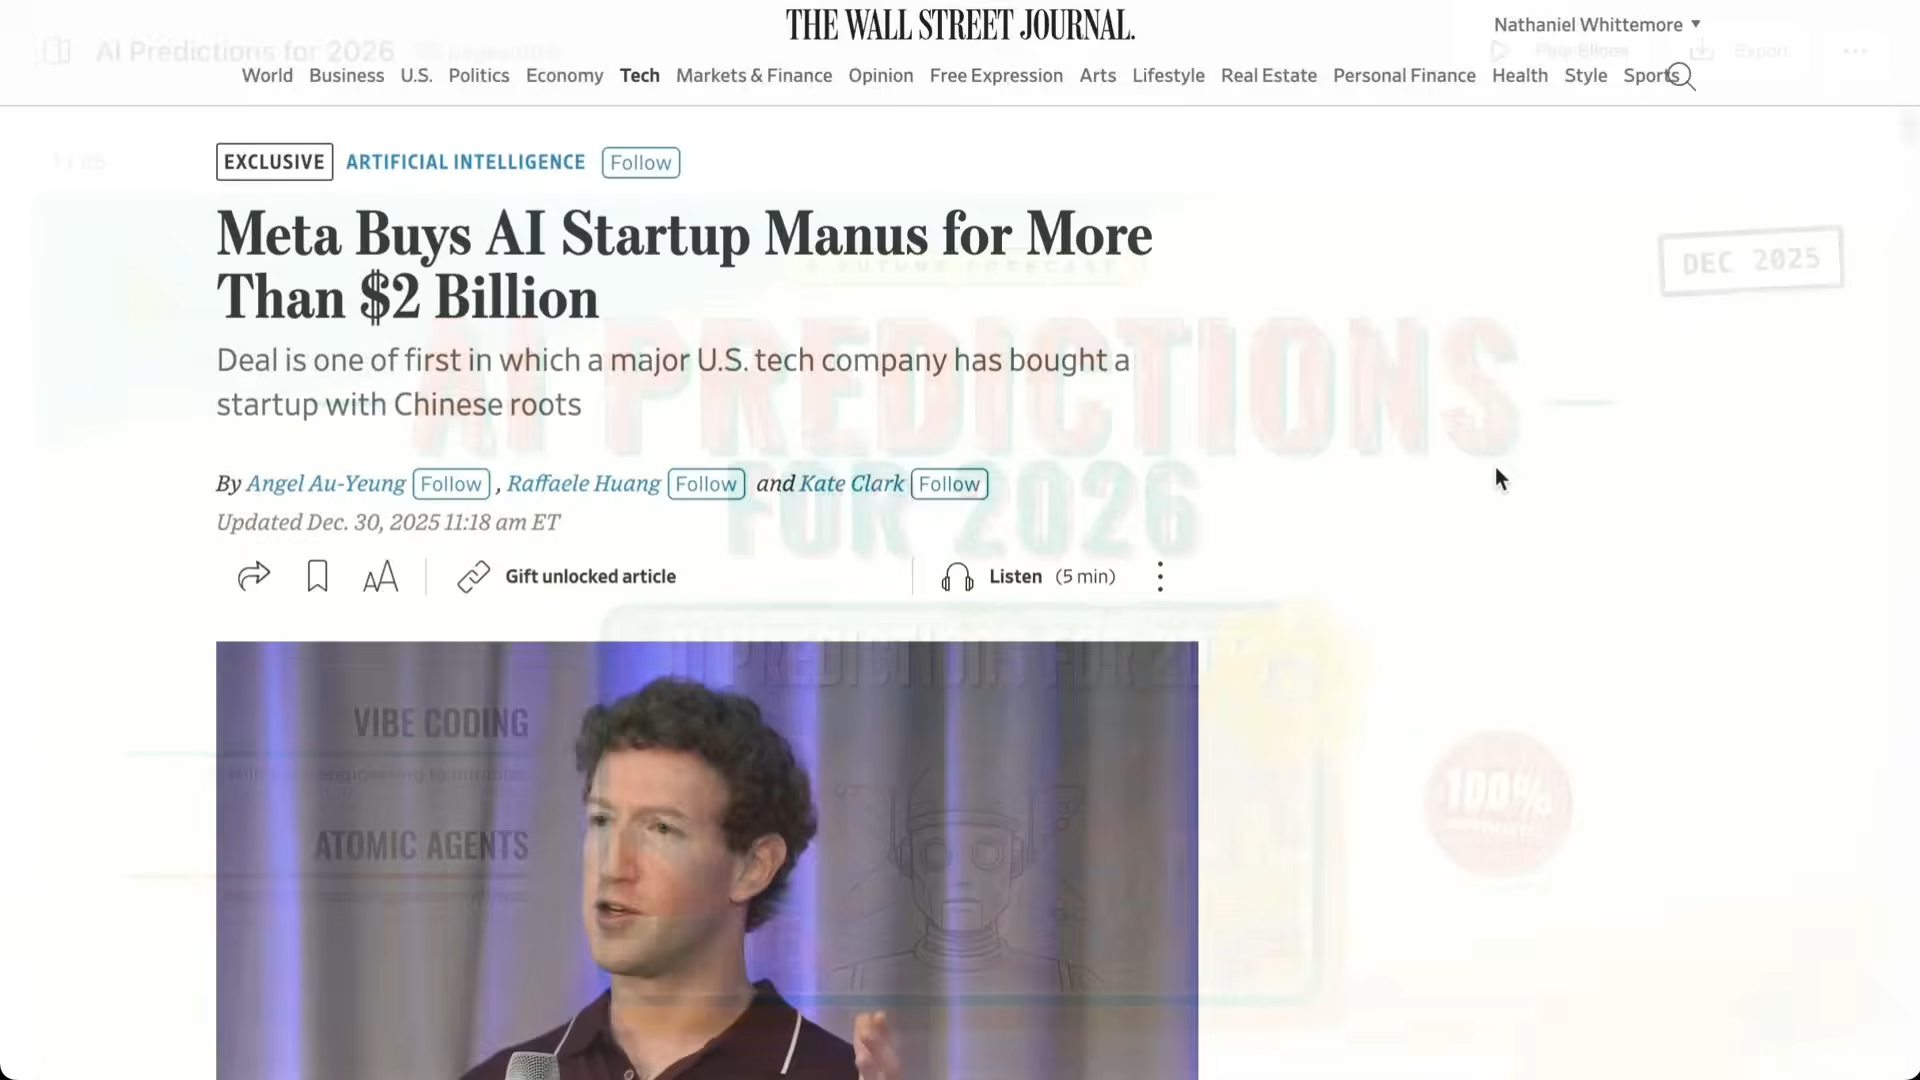 THE WALL STREET JOURNAL.
Nathaniel Whittemore
AI Predictions for 2026
Export
World Business U.S. Politics Economy Tech Markets & Finance Opinion Free Expression Arts Lifestyle Real Estate Personal Finance Health Style Sports
EXCLUSIVE ARTIFICIAL INTELLIGENCE Follow
Meta Buys AI Startup Manus for More
Than $2 Billion
DEC 2025
Deal is one of first in which a major U.S. tech company has bought a
startup with Chinese roots
AI PREDICTIONS
FOR 2026
By Angel Au-Yeung Follow , Raffaele Huang Follow and Kate Clark Follow
Updated Dec. 30, 2025 11:18 am ET
Gift unlocked article
Listen (5 min)
VIBE CODING
ATOMIC AGENTS
100%